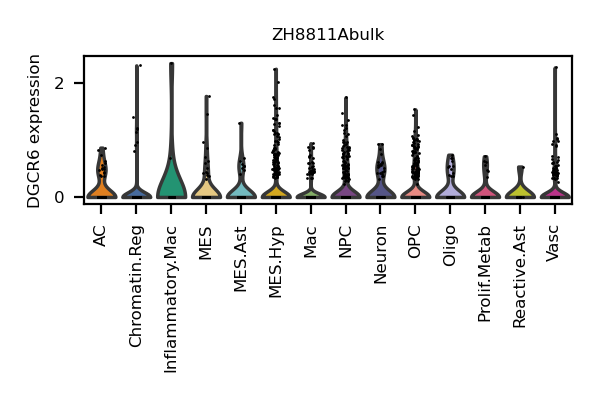 ZH8811Abulk
DGCR6 expression
2
0
AC
Chromatin.Reg
Inflammatory.Mac
MES
MES.Ast
MES.Hyp
Mac
NPC
Neuron
OPC
Oligo
Prolif.Metab
Reactive.Ast
Vasc